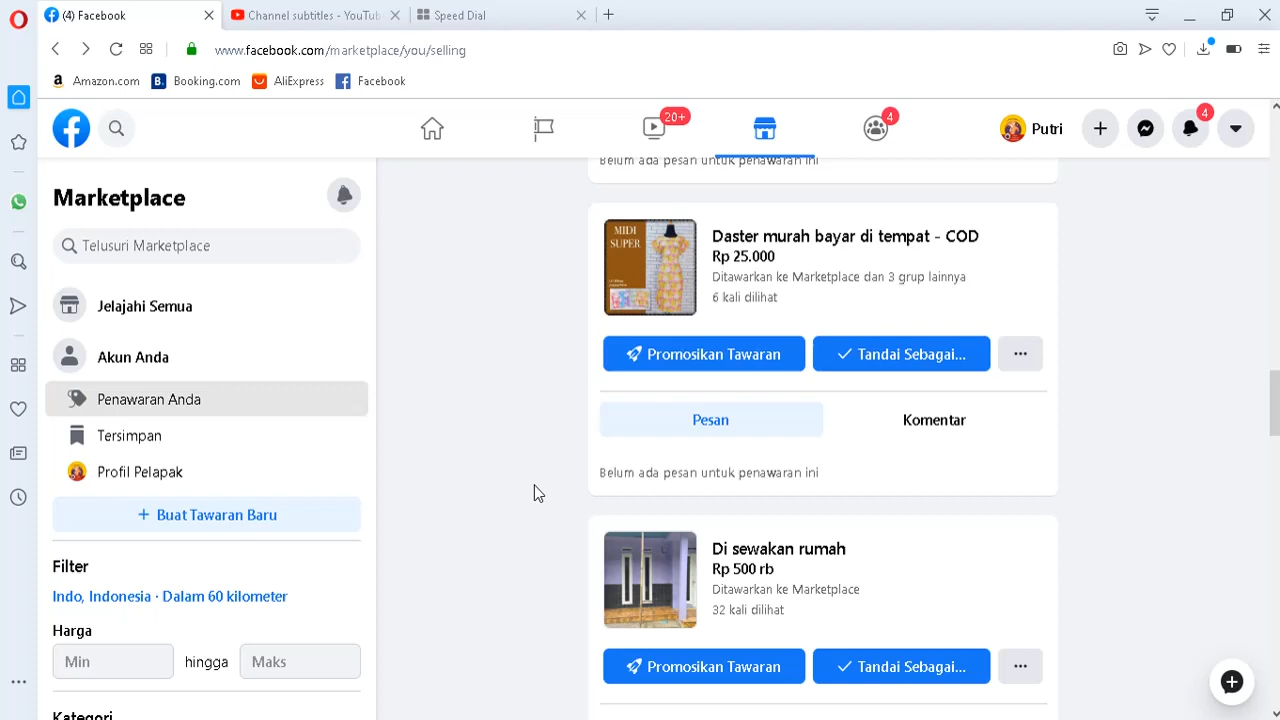 (4) Facebook
Channel subtitles - YouTub
Speed Dial
www.facebook.com/marketplace/you/selling
Amazon.com
Booking.com
AliExpress
Facebook
20+
4
Putri
4
Marketplace
Telusuri Marketplace
Jelajahi Semua
Akun Anda
Penawaran Anda
Tersimpan
Profil Pelapak
+ Buat Tawaran Baru
Filter
Indo, Indonesia · Dalam 60 kilometer
Harga
Min hingga Maks
Kategori
Belum ada pesan untuk penawaran ini
MIDI
SUPER
Daster murah bayar di tempat - COD
Rp 25.000
Ditawarkan ke Marketplace dan 3 grup lainnya
6 kali dilihat
Promosikan Tawaran
Tandai Sebagai...
Pesan
Komentar
Belum ada pesan untuk penawaran ini
Di sewakan rumah
Rp 500 rb
Ditawarkan ke Marketplace
32 kali dilihat
Promosikan Tawaran
Tandai Sebagai...